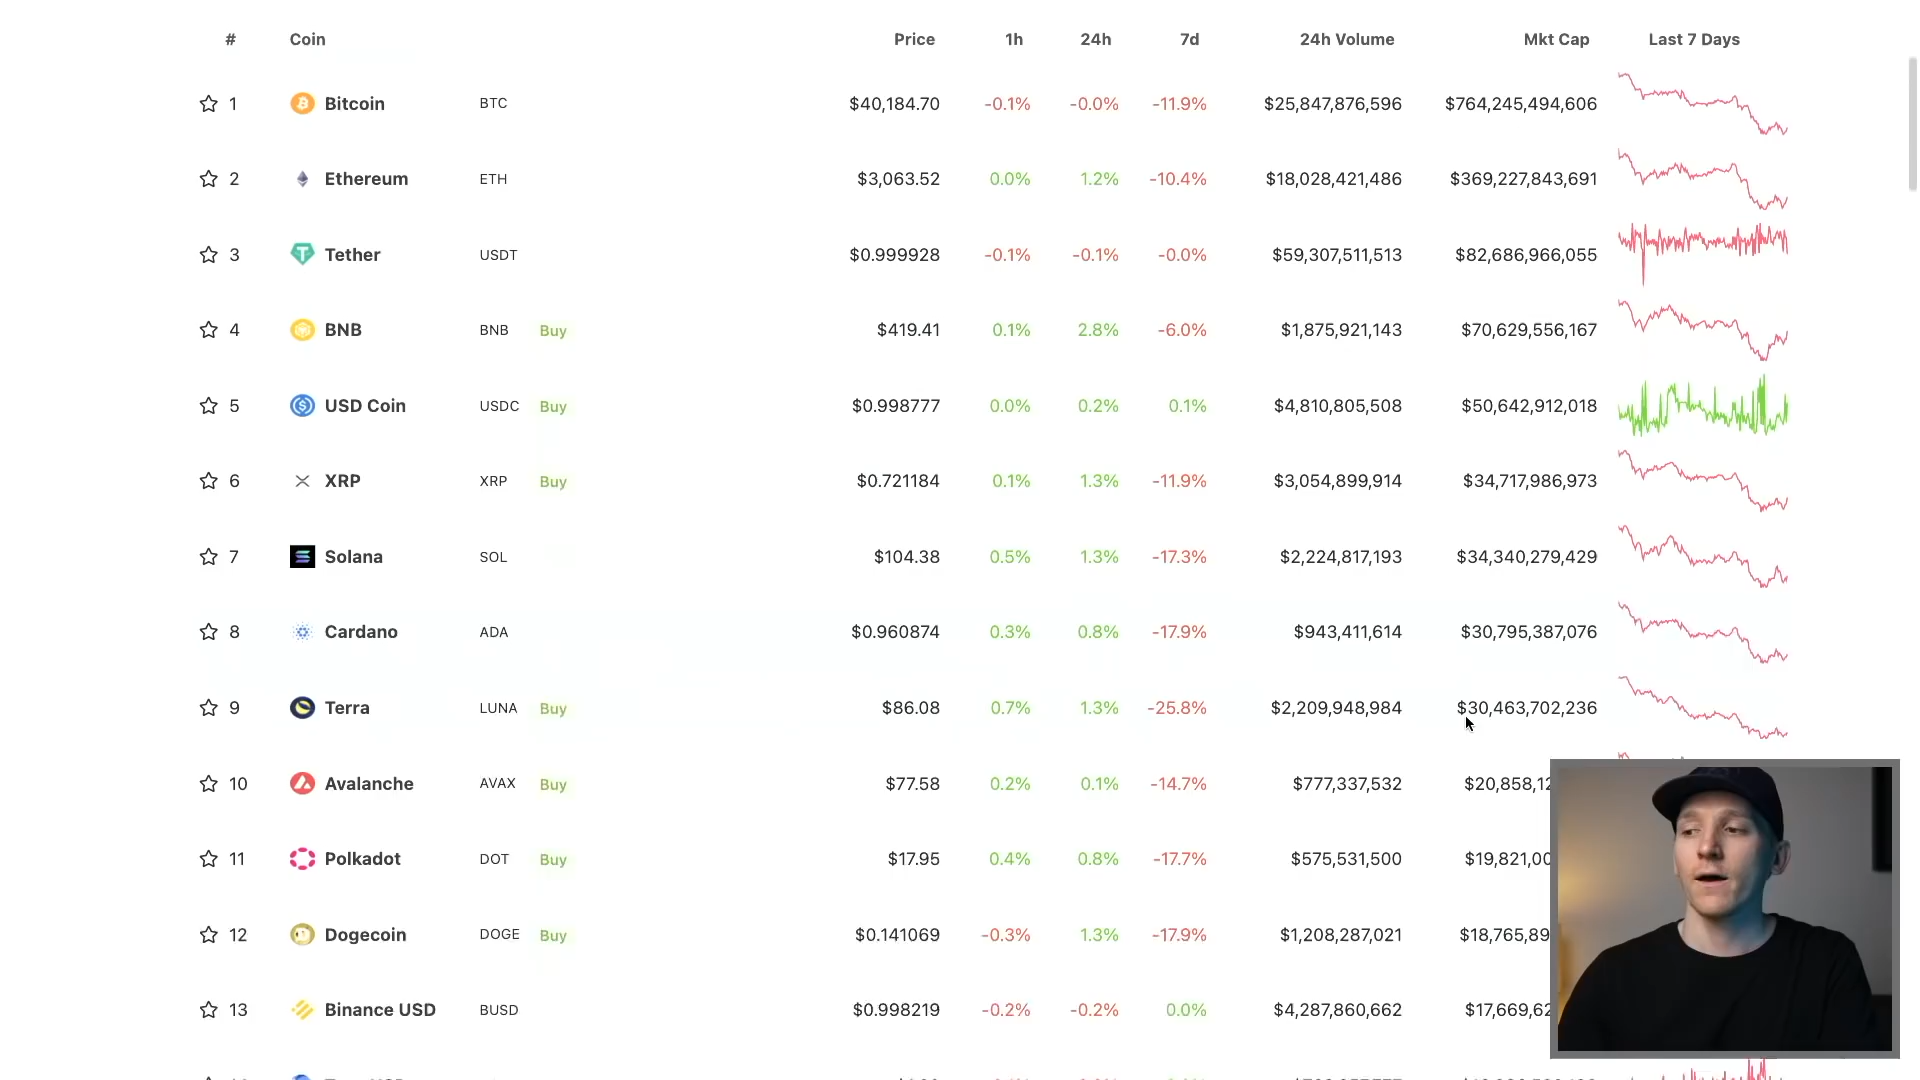 # Coin Price 1h 24h 7d 24h Volume Mkt Cap Last 7 Days
1 Bitcoin BTC $40,184.70 -0.1% -0.0% -11.9% $25,847,876,596 $764,245,494,606
2 Ethereum ETH $3,063.52 0.0% 1.2% -10.4% $18,028,421,486 $369,227,843,691
3 Tether USDT $0.999928 -0.1% -0.1% -0.0% $59,307,511,513 $82,686,966,055
4 BNB BNB Buy $419.41 0.1% 2.8% -6.0% $1,875,921,143 $70,629,556,167
5 USD Coin USDC Buy $0.998777 0.0% 0.2% 0.1% $4,810,805,508 $50,642,912,018
6 XRP XRP Buy $0.721184 0.1% 1.3% -11.9% $3,054,899,914 $34,717,986,973
7 Solana SOL $104.38 0.5% 1.3% -17.3% $2,224,817,193 $34,340,279,429
8 Cardano ADA $0.960874 0.3% 0.8% -17.9% $943,411,614 $30,795,387,076
9 Terra LUNA Buy $86.08 0.7% 1.3% -25.8% $2,209,948,984 $30,463,702,236
10 Avalanche AVAX Buy $77.58 0.2% 0.1% -14.7% $777,337,532 $20,858,12
11 Polkadot DOT Buy $17.95 0.4% 0.8% -17.7% $575,531,500 $19,821,00
12 Dogecoin DOGE Buy $0.141069 -0.3% 1.3% -17.9% $1,208,287,021 $18,765,89
13 Binance USD BUSD $0.998219 -0.2% -0.2% 0.0% $4,287,860,662 $17,669,62